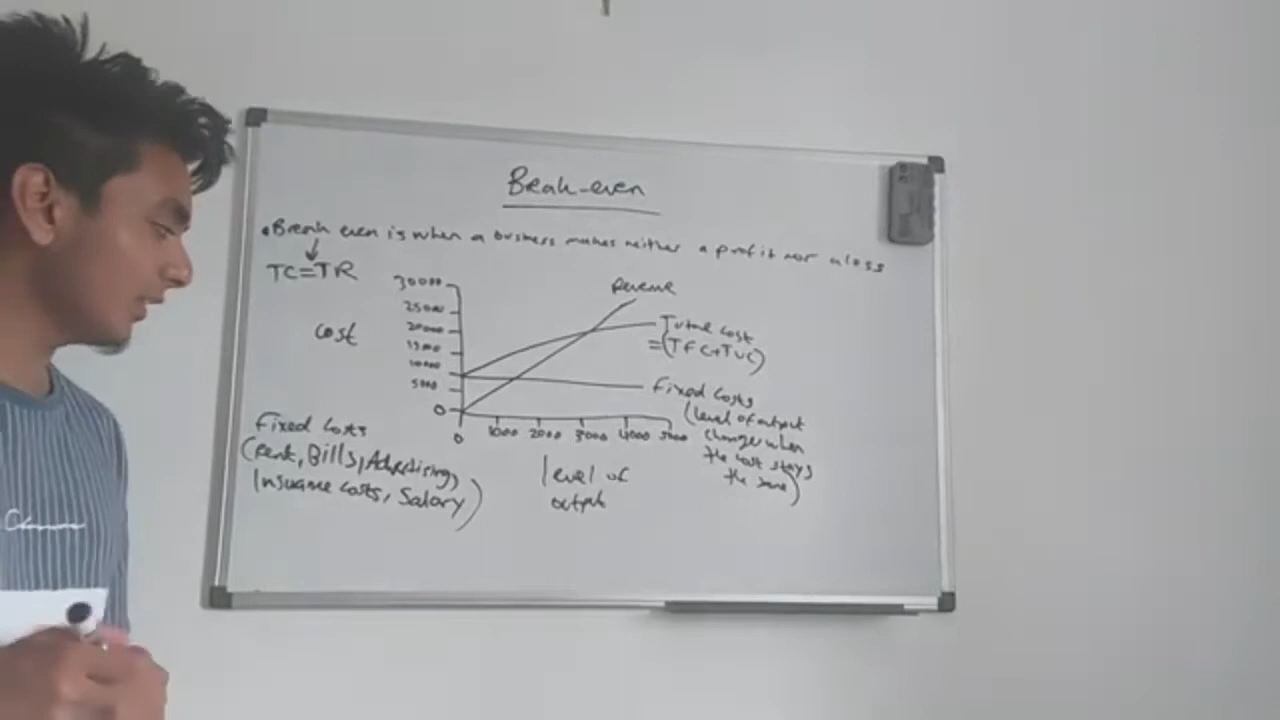 Break-even
• Break even is when a business makes neither a profit nor a loss
TC=TR
cost
30000
25000
20000
15000
10000
5000
0
0
1000 2000 3000 4000 5000
level of
output
Revenue
Total cost
=(TFC+TVC)
Fixed costs
(level of output
changes when
the cost stays
the same)
Fixed costs
(Rent, Bills, Advertising,
Insurance costs, Salary)